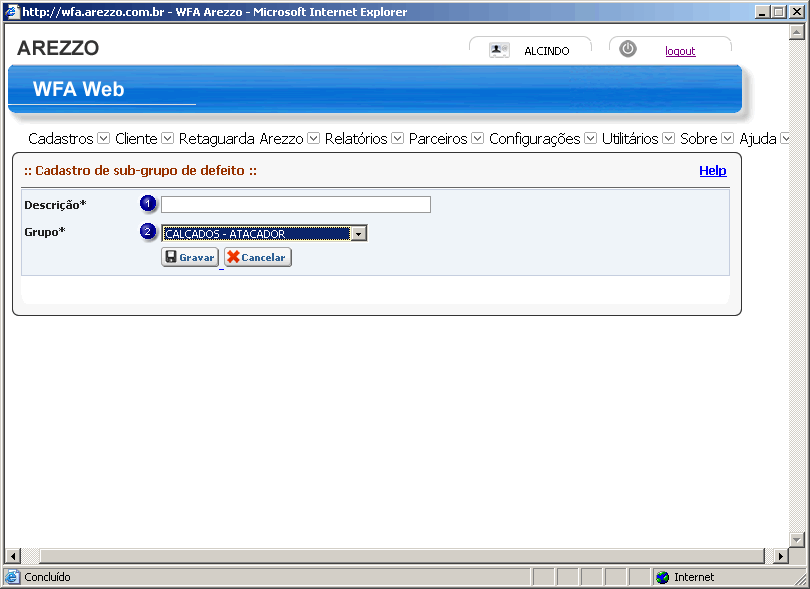 http://wfa.arezzo.com.br - WFA Arezzo - Microsoft Internet Explorer
AREZZO
ALCINDO
logout
WFA Web
Cadastros Cliente Retaguarda Arezzo Relatórios Parceiros Configurações Utilitários Sobre Ajuda
:: Cadastro de sub-grupo de defeito ::
Help
Descrição* 1
Grupo* 2 CALÇADOS - ATACADOR
Gravar Cancelar
Concluído
Internet